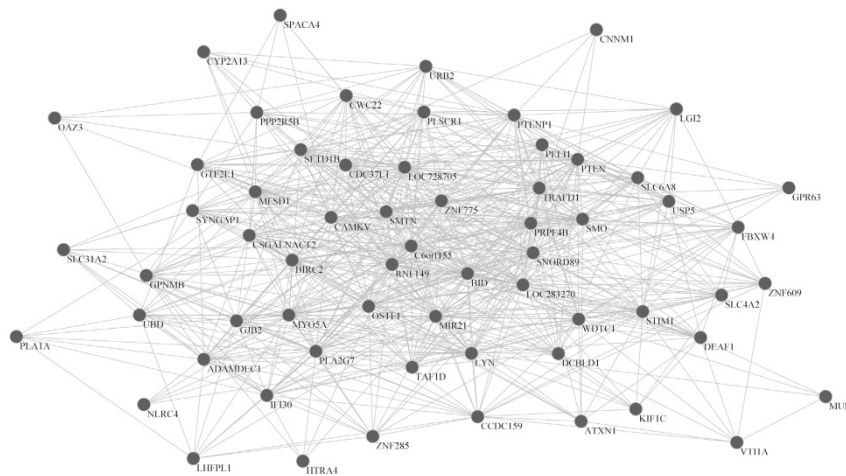 SPACA4
CNNM1
CYP2A13
URB2
CWC22
LGI2
OAZ3
PPP2R5B
PLSCR1
PTENP1
SETD1B
PELI1
GTF2E1
CDC37L1
LOC728705
PTEN
SLC6A8
GPR63
MFSD1
TRAFD1
USP5
SYNGAP1
CAMKV
SMTN
ZNF775
PRPF4B
SMO
FBXW4
SLC31A2
CSGALNACT2
C6orf155
SNORD89
GPNMB
BIRC2
RNF149
BID
LOC283270
ZNF609
SLC4A2
UBD
GJB2
MYO5A
OSTF1
MIR21
WDTC1
STIM1
PLA1A
DEAF1
ADAMDEC1
PLA2G7
LYN
DCBLD1
TAF1D
IFI30
NLRC4
CCDC159
KIF1C
MUL
ATXN1
ZNF285
VTI1A
LHFPL1
HTRA4